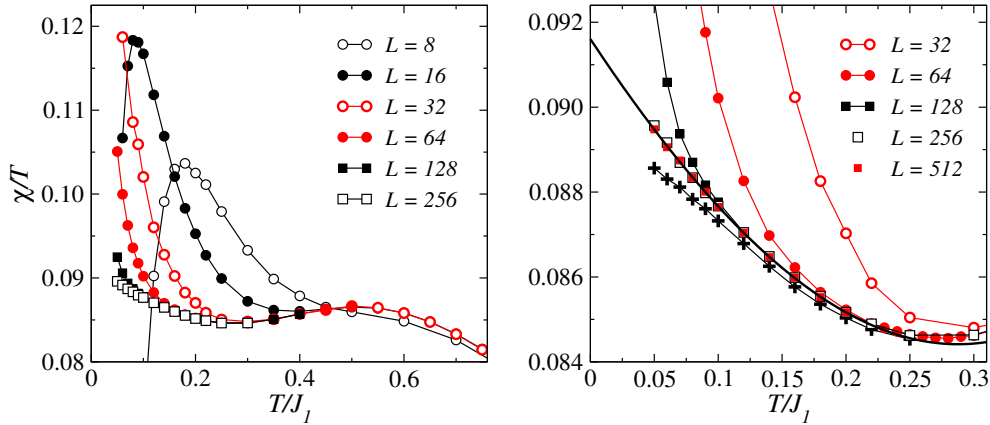 0.12
0.11
0.10
0.09
0.08
χ/T
0
0.2
0.4
0.6
T/J₁
L = 8
L = 16
L = 32
L = 64
L = 128
L = 256
0.092
0.090
0.088
0.086
0.084
0
0.05
0.1
0.15
0.2
0.25
0.3
T/J₁
L = 32
L = 64
L = 128
L = 256
L = 512